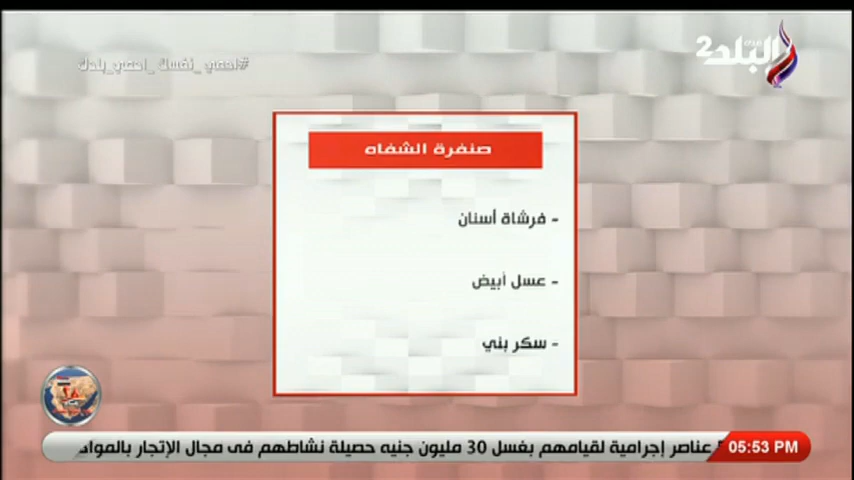 #احمي_نفسك_احمي_بلدك
البلد 2
صنفرة الشفاه
- فرشاة أسنان
- عسل أبيض
- سكر بني
عناصر إجرامية لقيامهم بغسل 30 مليون جنيه حصيلة نشاطهم فى مجال الإتجار بالمواد
05:53 PM